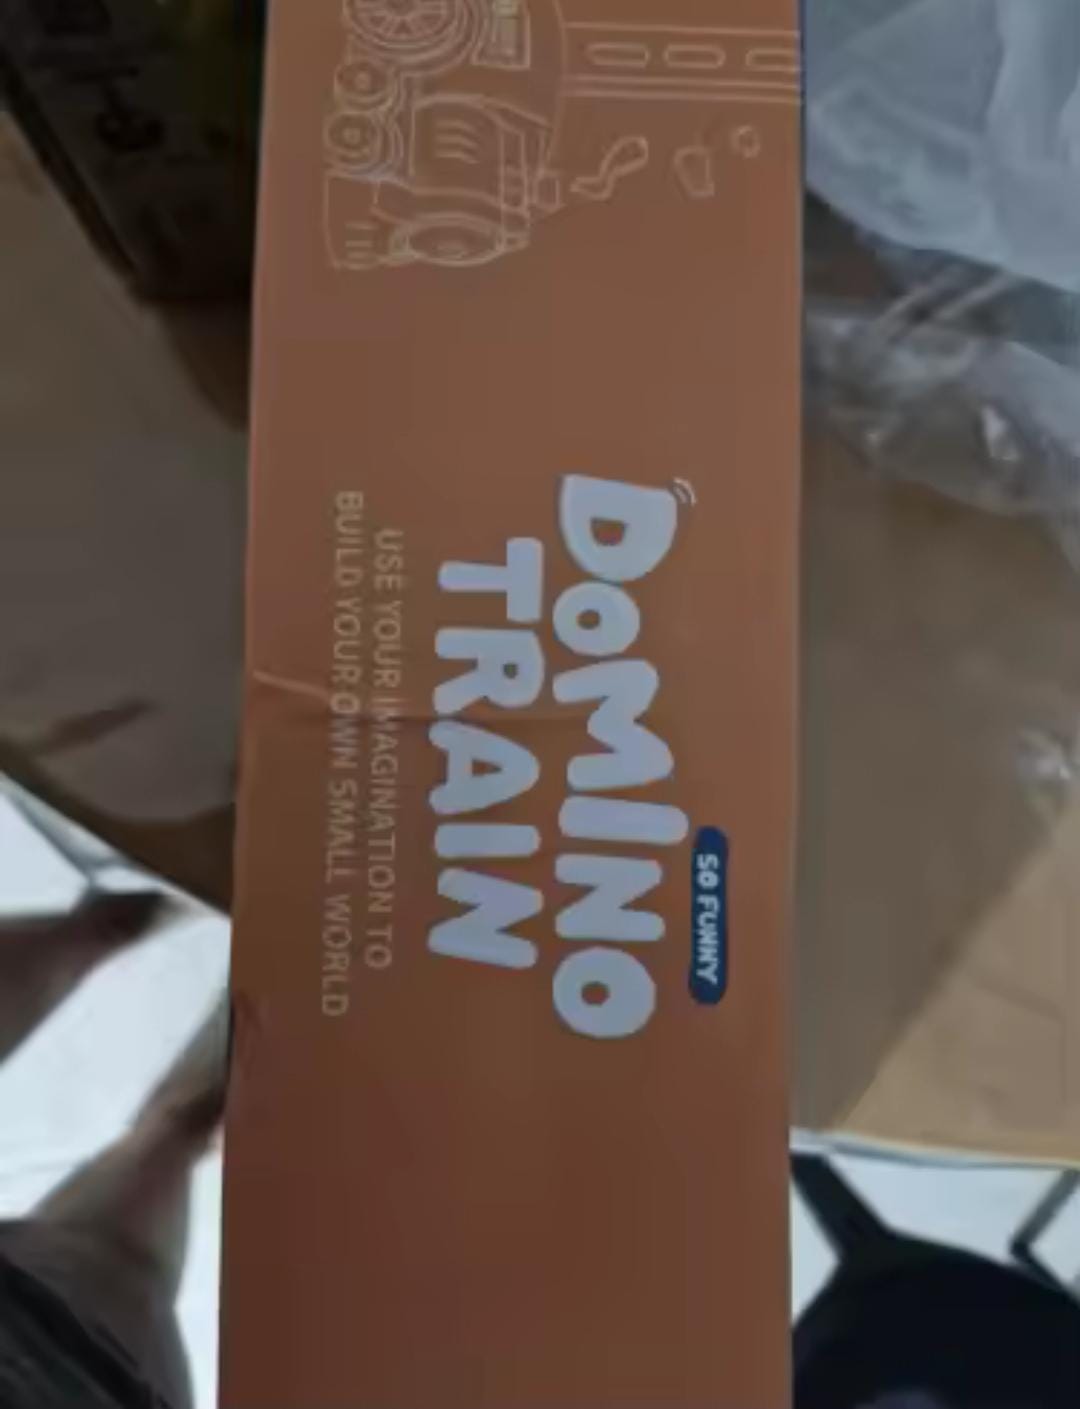 SO FUNNY
DOMINO
TRAIN
USE YOUR IMAGINATION TO
BUILD YOUR OWN SMALL WORLD